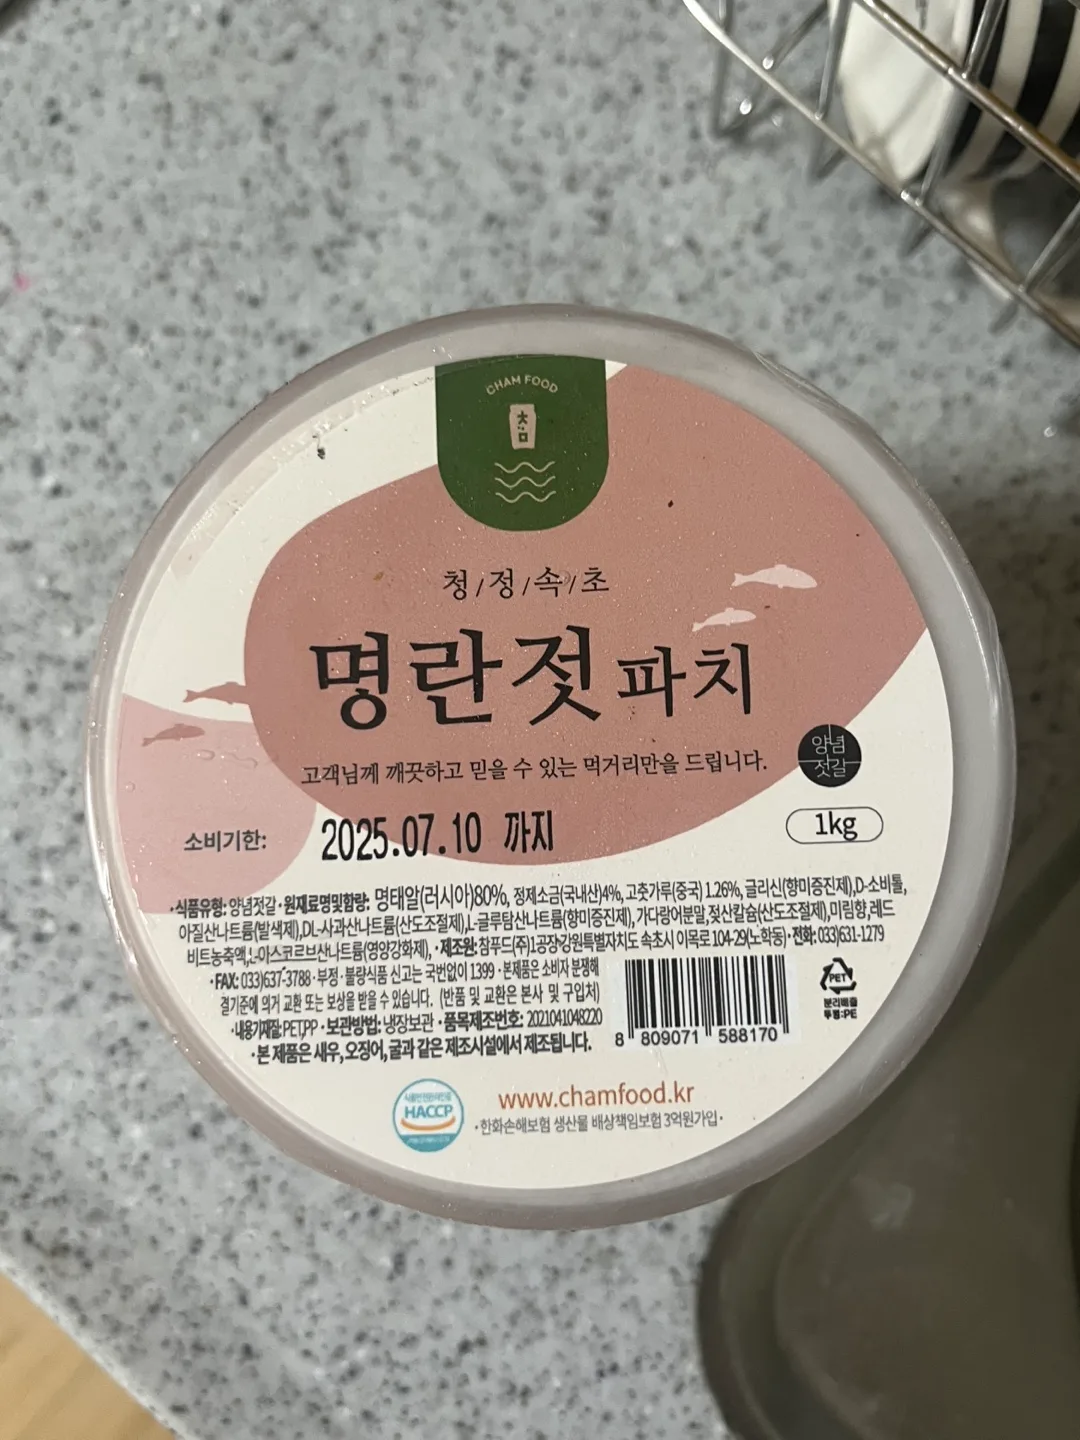 CHAM FOOD
참
청/정/속/초
명란젓 파치
고객님께 깨끗하고 믿을 수 있는 먹거리만을 드립니다.
양념
젓갈
소비기한: 2025.07.10 까지
1kg
·식품유형: 양념젓갈 · 원재료명및함량: 명태알(러시아)80%, 정제소금(국내산)4%, 고춧가루(중국) 1.26%, 글리신(향미증진제),D-소비톨,
아질산나트륨(발색제),DL-사과산나트륨(산도조절제),L-글루탐산나트륨(향미증진제), 가다랑어분말,젖산칼슘(산도조절제),미림향,레드
비트농축액,L-아스코르브산나트륨(영양강화제), ·제조원: 참푸드(주)1공장/강원특별자치도 속초시 이목로 104-29(노학동) · 전화: 033)631-1279
·FAX: 033)637-3788 · 부정·불량식품 신고는 국번없이 1399 · 본제품은 소비자 분쟁해
결기준에 의거 교환 또는 보상을 받을 수 있습니다. (반품 및 교환은 본사 및 구입처)
·내용기재질: PET,PP · 보관방법: 냉장보관 · 품목제조번호: 2021041048220
·본 제품은 새우, 오징어, 굴과 같은 제조시설에서 제조됩니다.
8 809071 588170
PET
분리배출
뚜껑:PE
HACCP
www.chamfood.kr
·한화손해보험 생산물 배상책임보험 3억원가입·